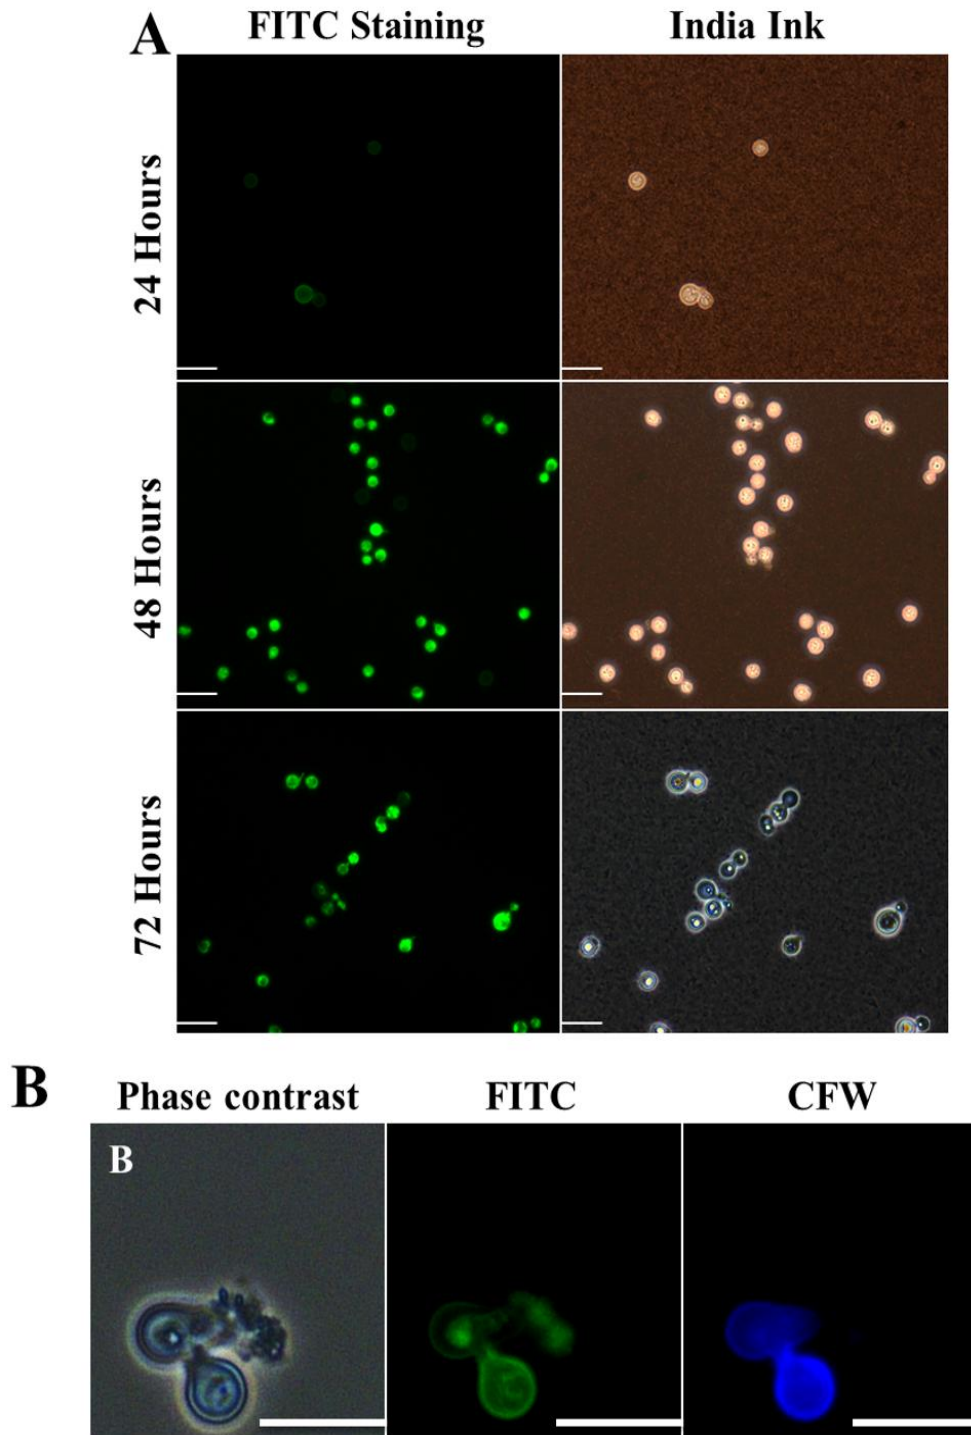 A
FITC Staining
India Ink
24 Hours
48 Hours
72 Hours
B
Phase contrast
FITC
CFW
B